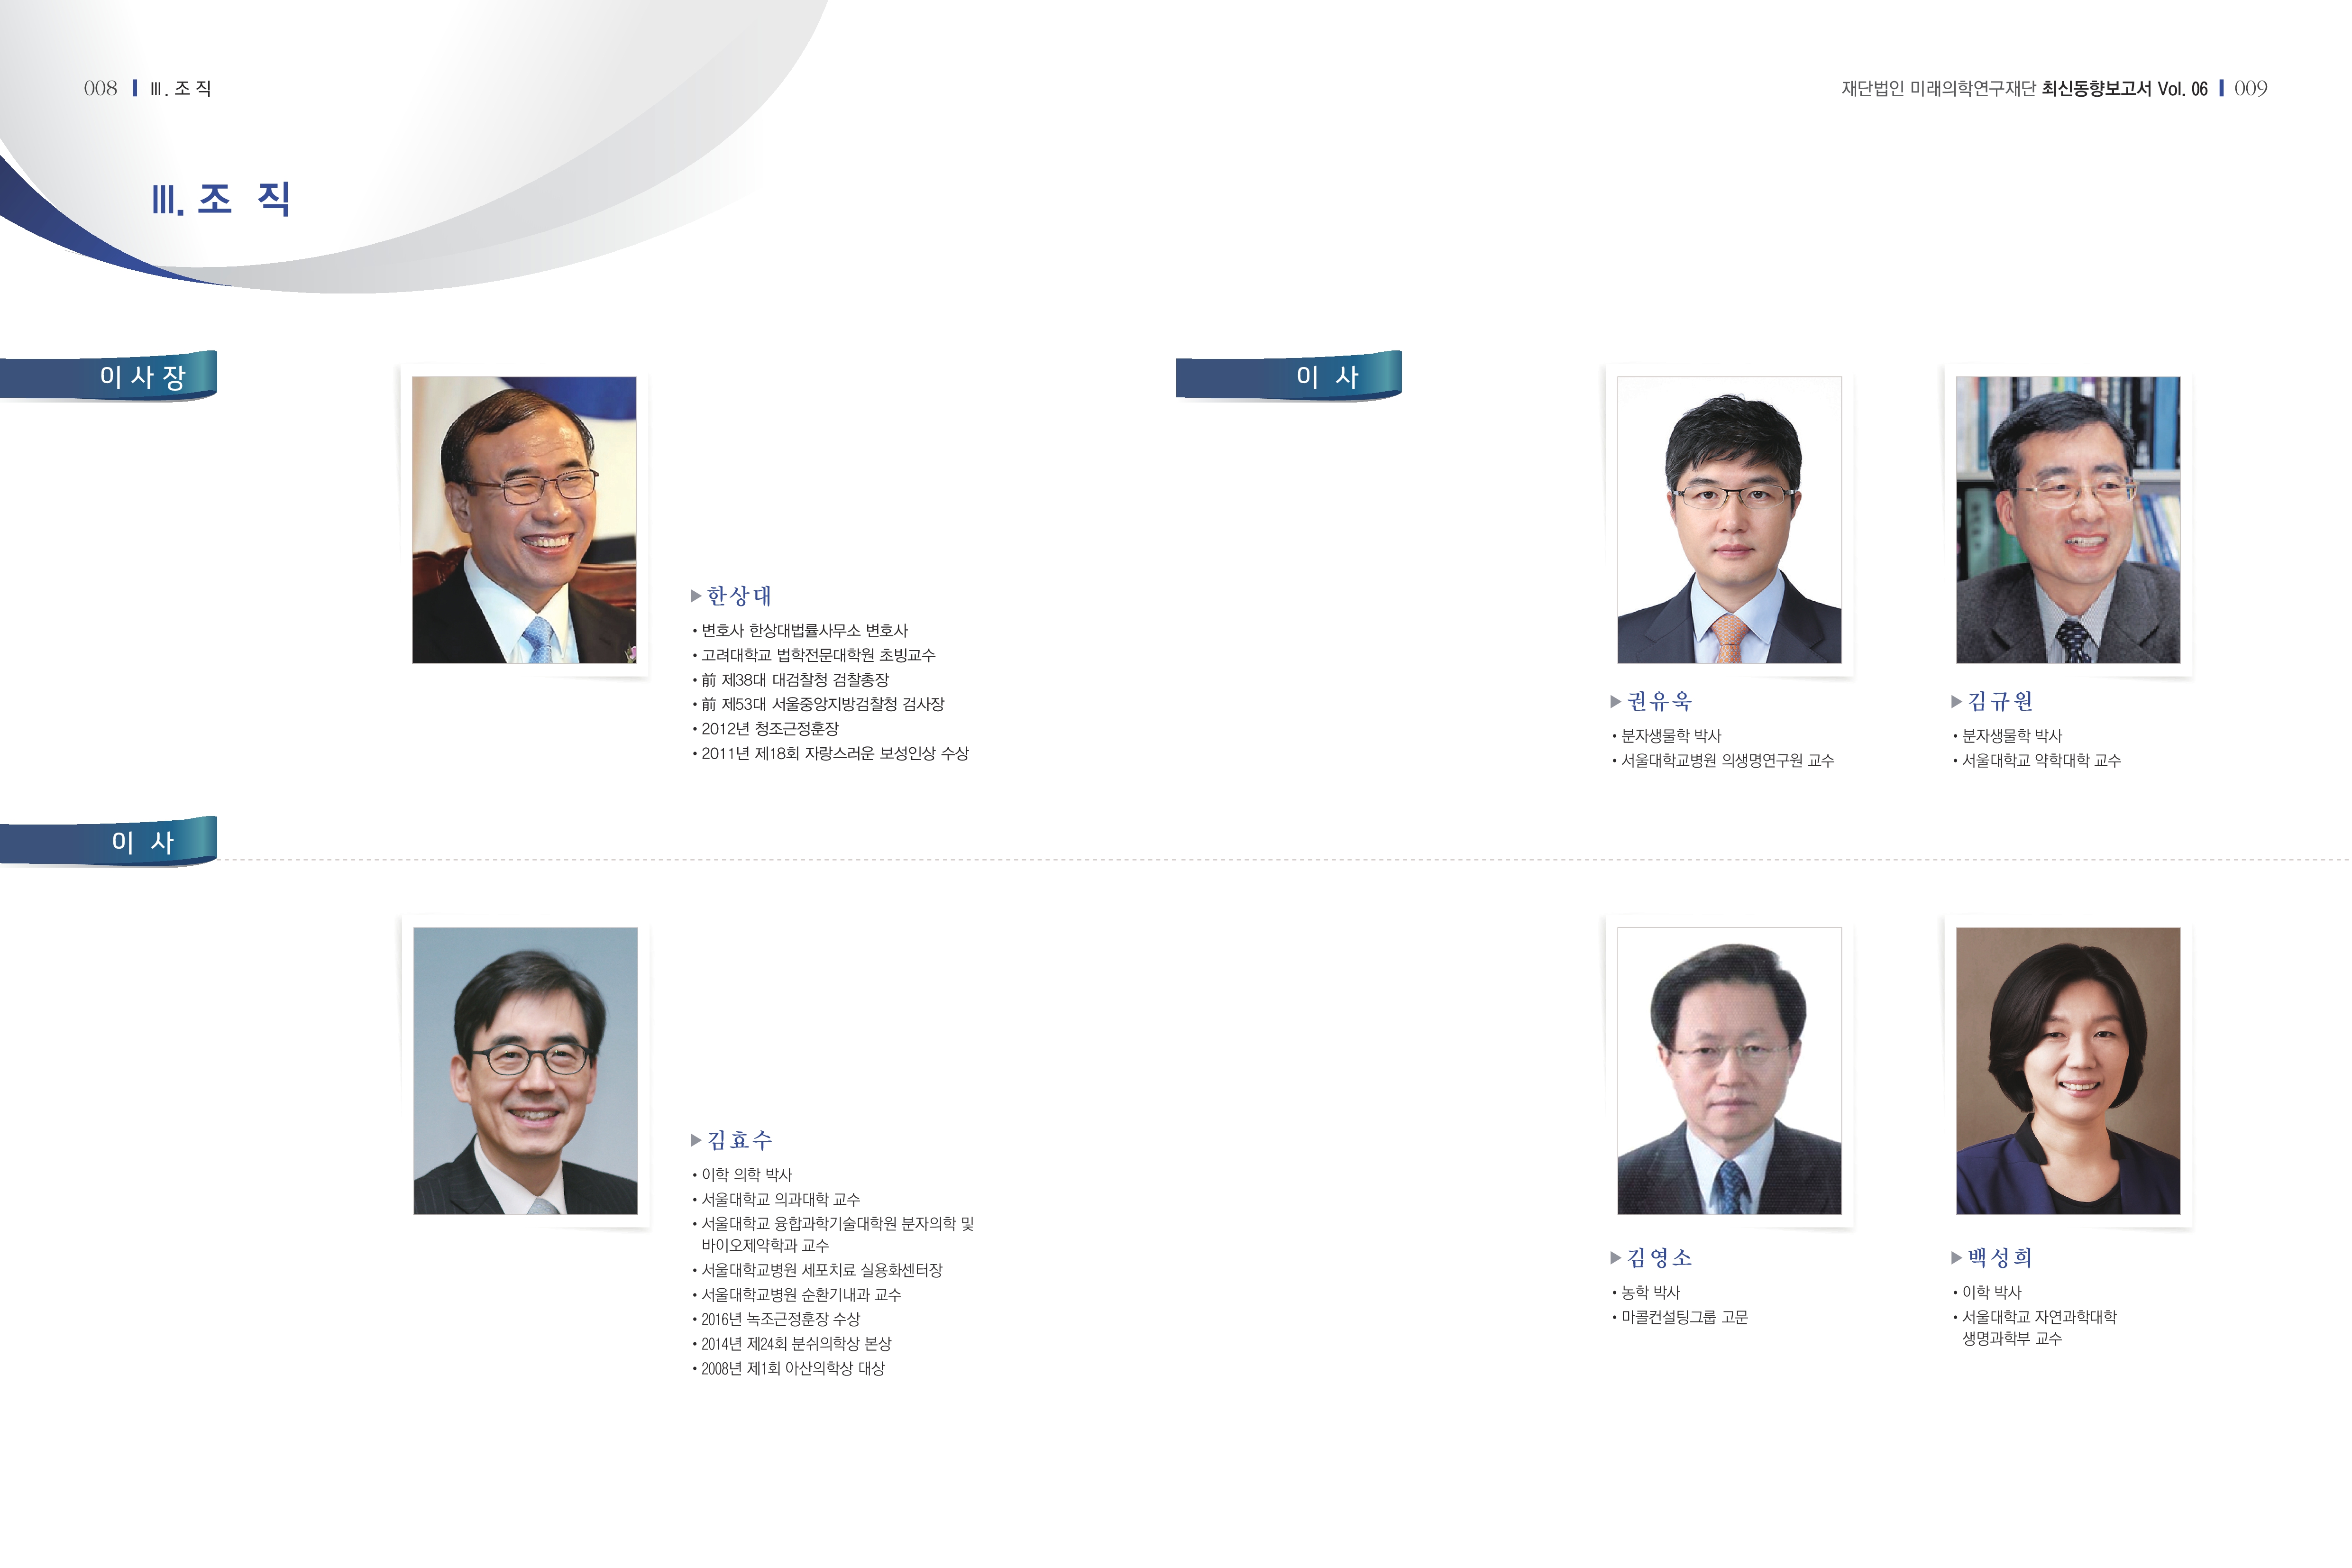 008 Ⅲ. 조 직
Ⅲ. 조 직
이 사 장
▶한상대
• 변호사 한상대법률사무소 변호사
• 고려대학교 법학전문대학원 초빙교수
• 前 제38대 대검찰청 검찰총장
• 前 제53대 서울중앙지방검찰청 검사장
• 2012년 청조근정훈장
• 2011년 제18회 자랑스러운 보성인상 수상
이 사
▶김효수
• 이학 의학 박사
• 서울대학교 의과대학 교수
• 서울대학교 융합과학기술대학원 분자의학 및
바이오제약학과 교수
• 서울대학교병원 세포치료 실용화센터장
• 서울대학교병원 순환기내과 교수
• 2016년 녹조근정훈장 수상
• 2014년 제24회 분쉬의학상 본상
• 2008년 제1회 아산의학상 대상
재단법인 미래의학연구재단 최신동향보고서 Vol. 06 009
이 사
▶권유욱
• 분자생물학 박사
• 서울대학교병원 의생명연구원 교수
▶김규원
• 분자생물학 박사
• 서울대학교 약학대학 교수
▶김영소
• 농학 박사
• 마콜컨설팅그룹 고문
▶백성희
• 이학 박사
• 서울대학교 자연과학대학
생명과학부 교수